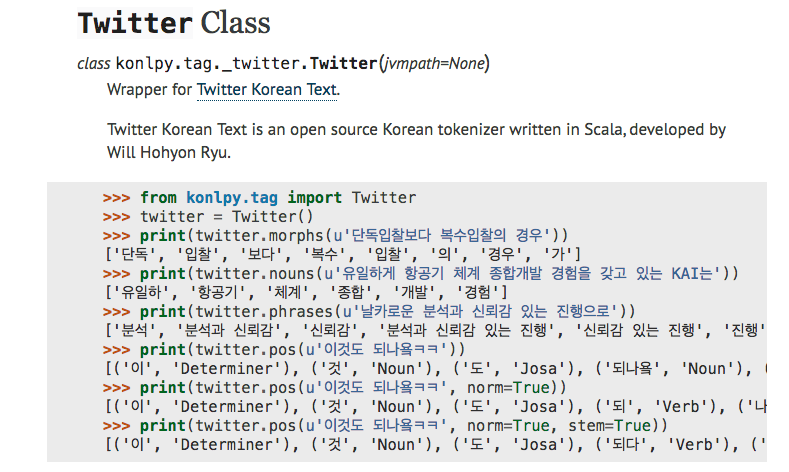 Twitter Class
class konlpy.tag._twitter.Twitter(jvmpath=None)
Wrapper for Twitter Korean Text.
Twitter Korean Text is an open source Korean tokenizer written in Scala, developed by
Will Hohyon Ryu.
>>> from konlpy.tag import Twitter
>>> twitter = Twitter()
>>> print(twitter.morphs(u'단독입찰보다 복수입찰의 경우'))
['단독', '입찰', '보다', '복수', '입찰', '의', '경우', '가']
>>> print(twitter.nouns(u'유일하게 항공기 체계 종합개발 경험을 갖고 있는 KAI는'))
['유일하', '항공기', '체계', '종합', '개발', '경험']
>>> print(twitter.phrases(u'날카로운 분석과 신뢰감 있는 진행으로'))
['분석', '분석과 신뢰감', '신뢰감', '분석과 신뢰감 있는 진행', '신뢰감 있는 진행', '진행'
>>> print(twitter.pos(u'이것도 되나욬ㅋㅋ'))
[('이', 'Determiner'), ('것', 'Noun'), ('도', 'Josa'), ('되나욬', 'Noun'), (
>>> print(twitter.pos(u'이것도 되나욬ㅋㅋ', norm=True))
[('이', 'Determiner'), ('것', 'Noun'), ('도', 'Josa'), ('되', 'Verb'), ('나
>>> print(twitter.pos(u'이것도 되나욬ㅋㅋ', norm=True, stem=True))
[('이', 'Determiner'), ('것', 'Noun'), ('도', 'Josa'), ('되다', 'Verb'), (